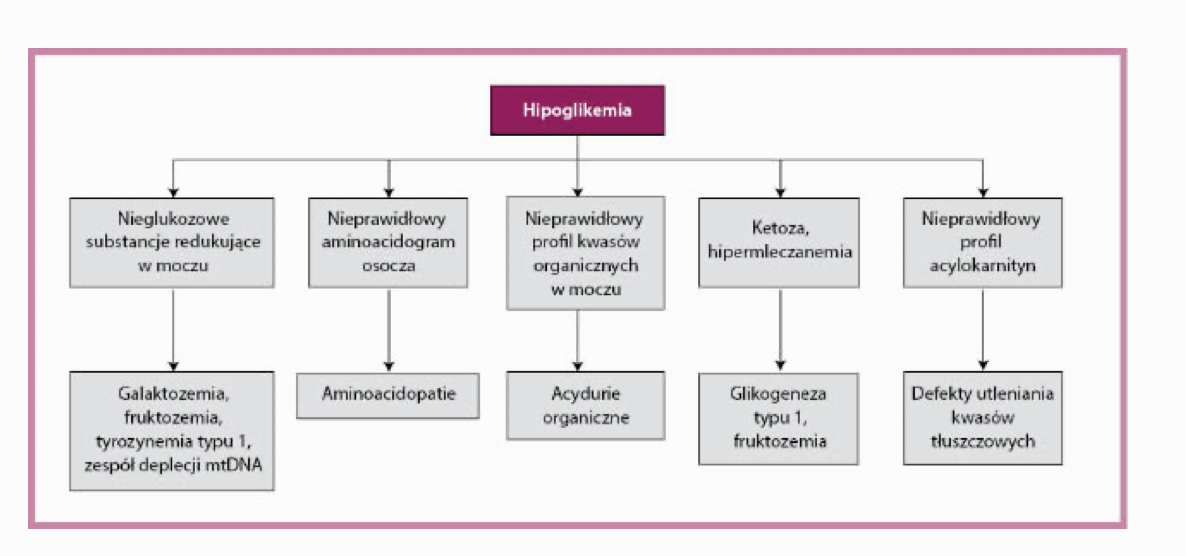 Hipoglikemia
Nieglukozowe
substancje redukujące
w moczu
Nieprawidłowy
aminoacidogram
osocza
Nieprawidłowy
profil kwasów
organicznych
w moczu
Ketoza,
hipermleczanemia
Nieprawidłowy
profil
acylokarnityn
Galaktozemia,
fruktozemia,
tyrozynemia typu 1,
zespół deplecji mtDNA
Aminoacidopatie
Acydurie
organiczne
Glikogeneza
typu 1,
fruktozemia
Defekty utleniania
kwasów
tłuszczowych